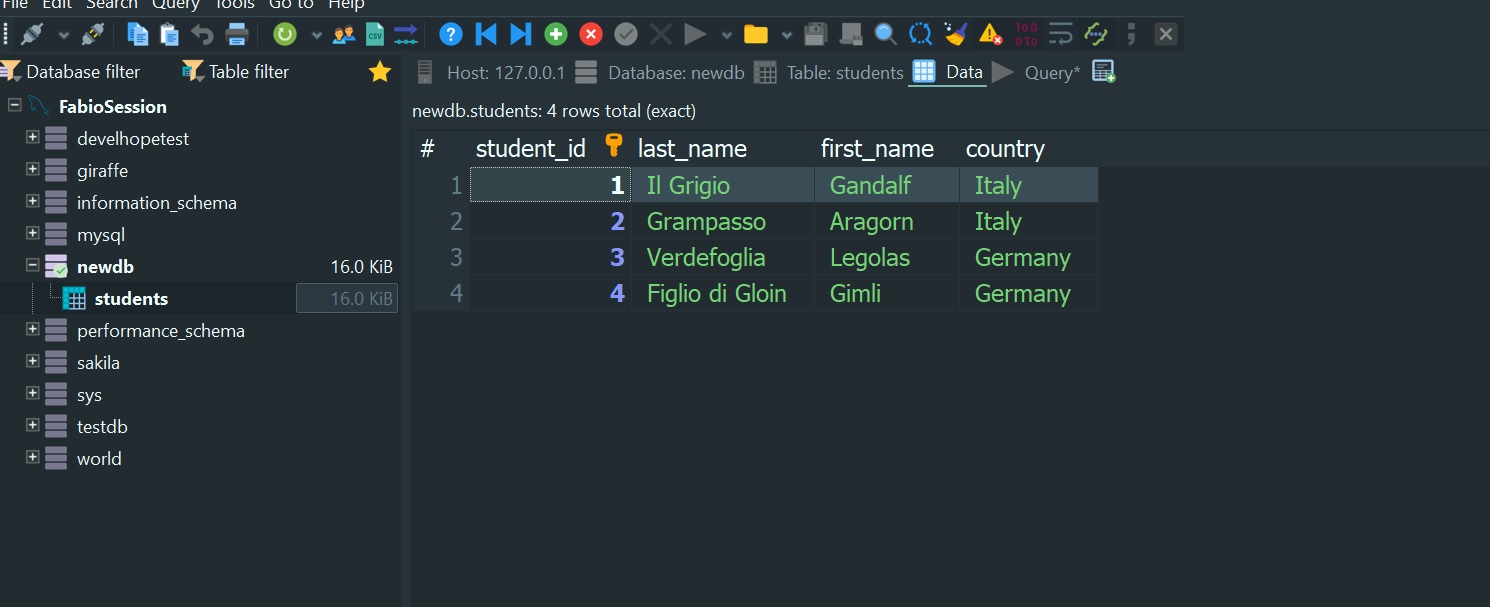 File Edit Search Query Tools Go to Help
Database filter Table filter
Host: 127.0.0.1 Database: newdb Table: students Data Query*
FabioSession
develhopetest
giraffe
information_schema
mysql
newdb 16.0 KiB
students 16.0 KiB
performance_schema
sakila
sys
testdb
world
newdb.students: 4 rows total (exact)
# student_id last_name first_name country
1 1 Il Grigio Gandalf Italy
2 2 Grampasso Aragorn Italy
3 3 Verdefoglia Legolas Germany
4 4 Figlio di Gloin Gimli Germany